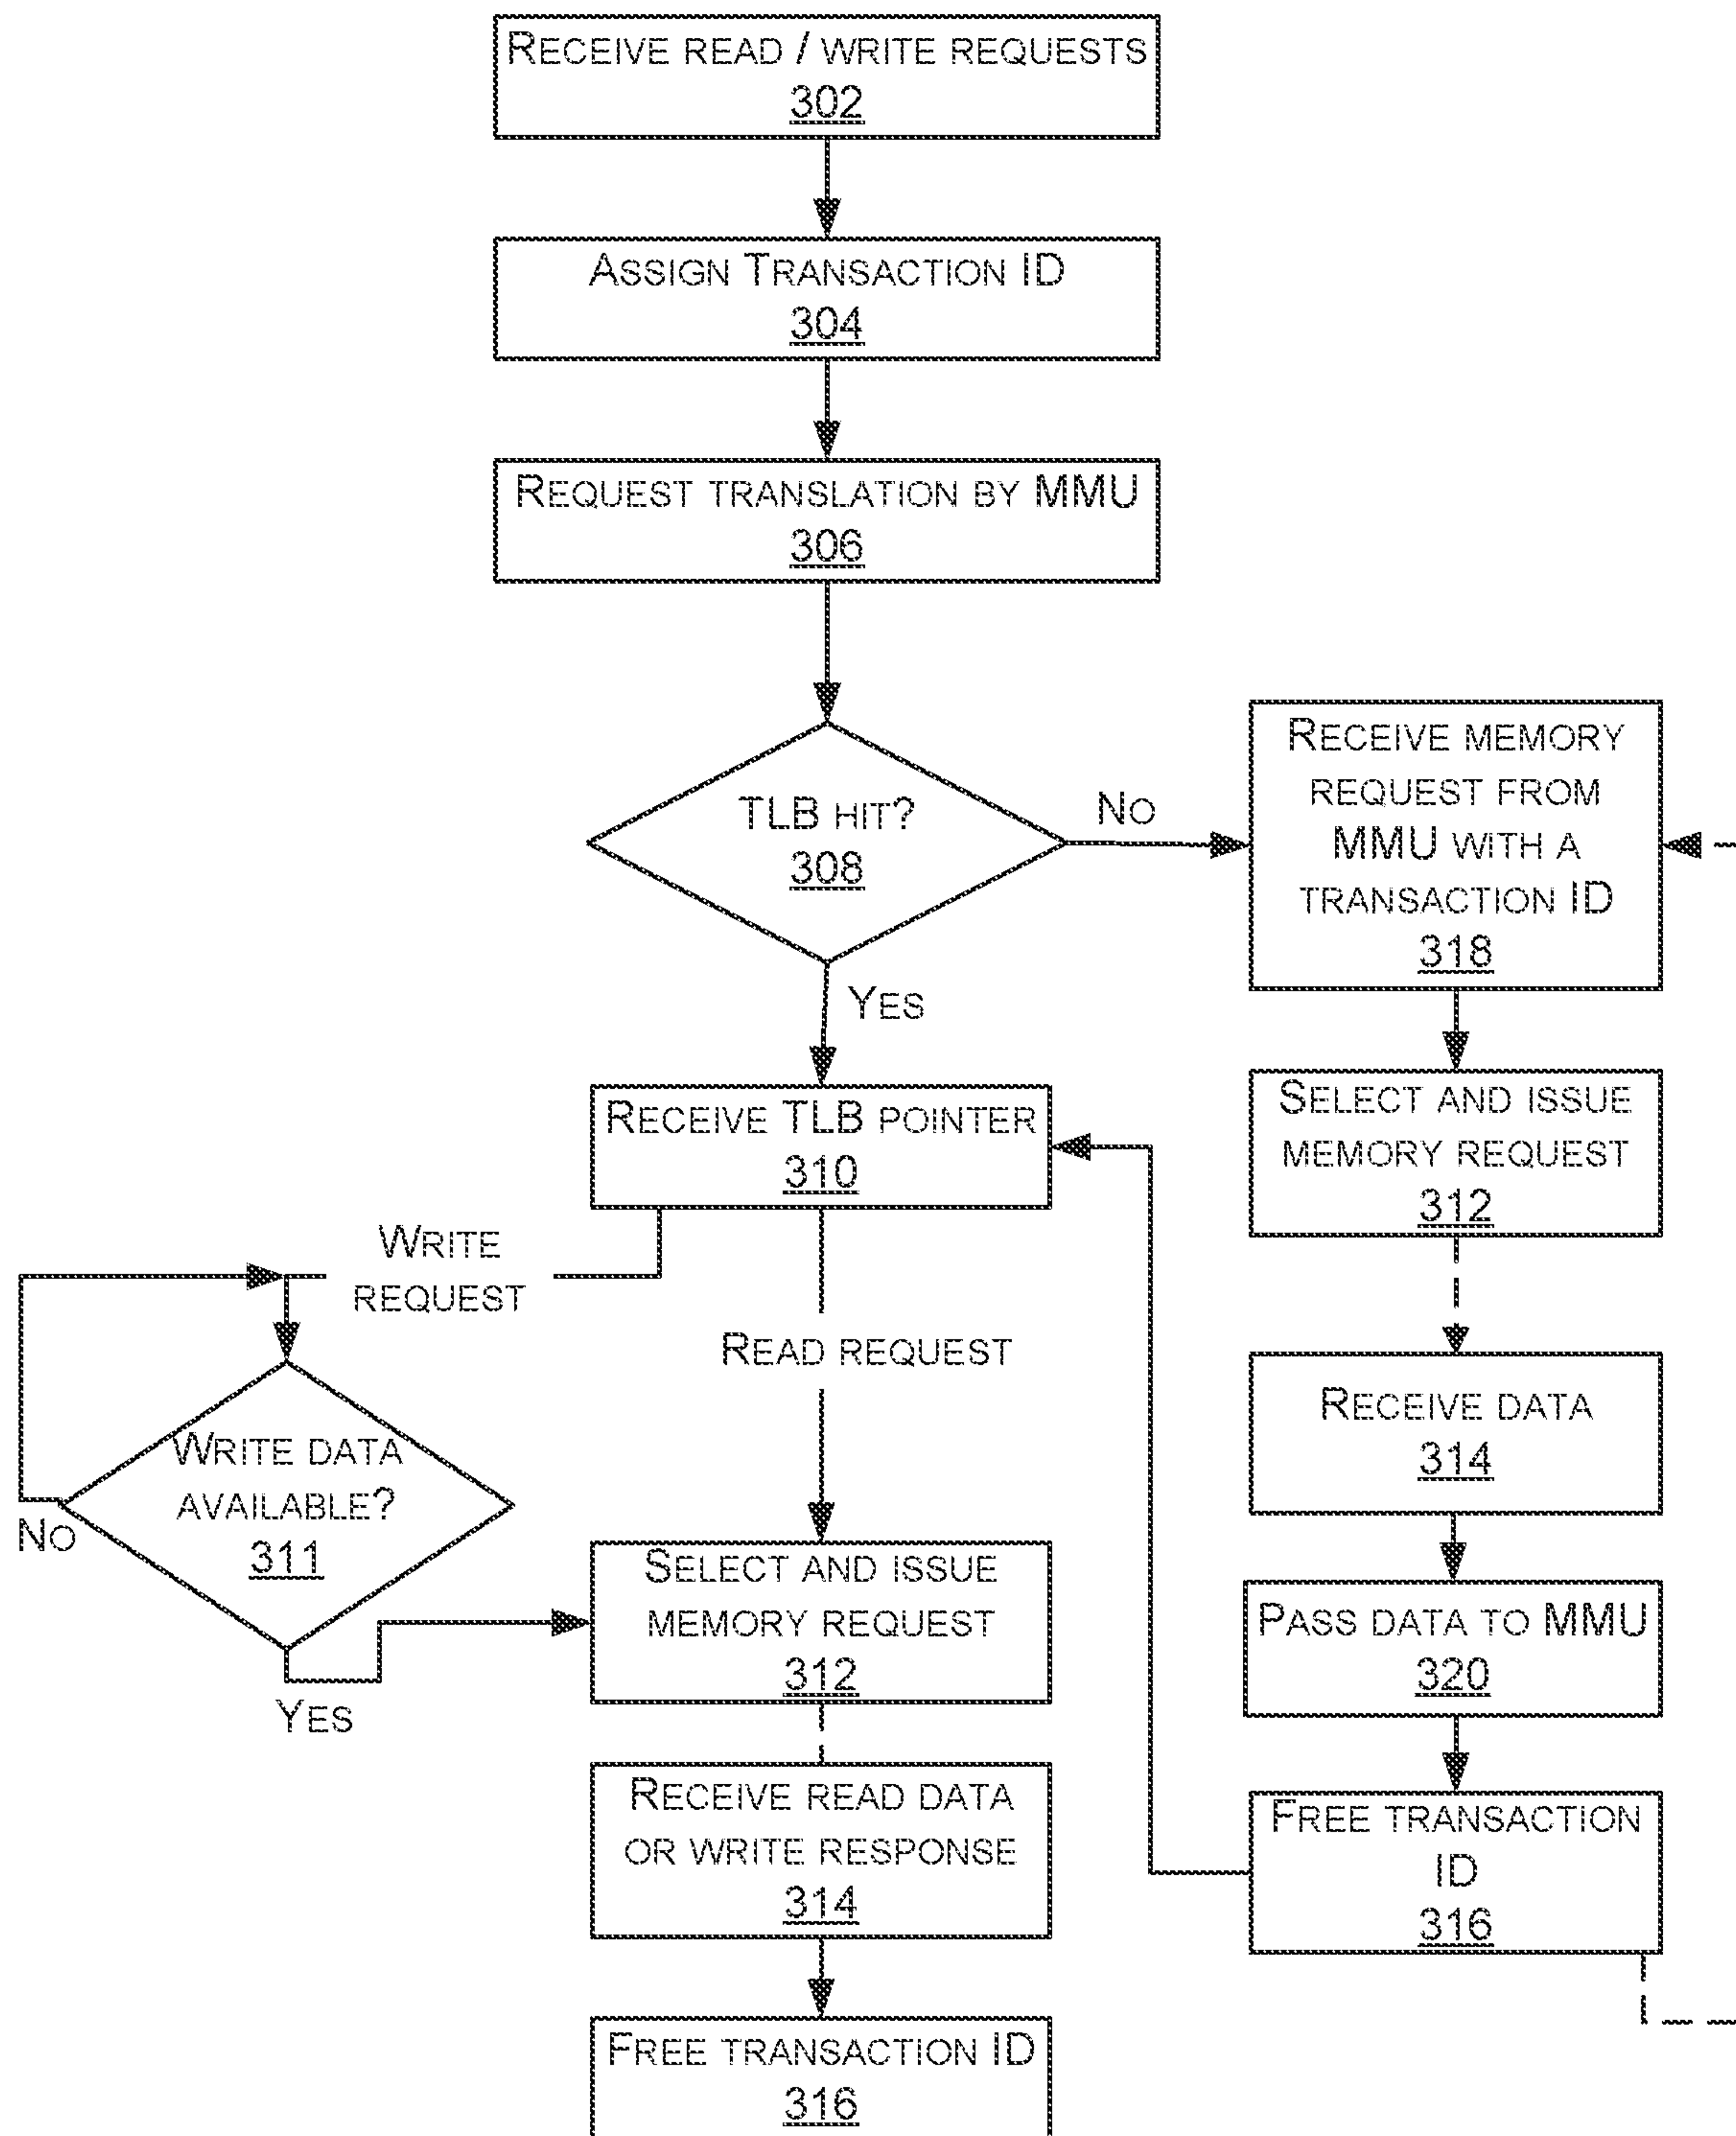 RECEIVE READ / WRITE REQUESTS
302
ASSIGN TRANSACTION ID
304
REQUEST TRANSLATION BY MMU
306
TLB HIT?
308
NO
YES
RECEIVE MEMORY
REQUEST FROM
MMU WITH A
TRANSACTION ID
318
RECEIVE TLB POINTER
310
SELECT AND ISSUE
MEMORY REQUEST
312
WRITE
REQUEST
READ REQUEST
WRITE DATA
AVAILABLE?
311
NO
YES
RECEIVE DATA
314
SELECT AND ISSUE
MEMORY REQUEST
312
PASS DATA TO MMU
320
RECEIVE READ DATA
OR WRITE RESPONSE
314
FREE TRANSACTION
ID
316
FREE TRANSACTION ID
316